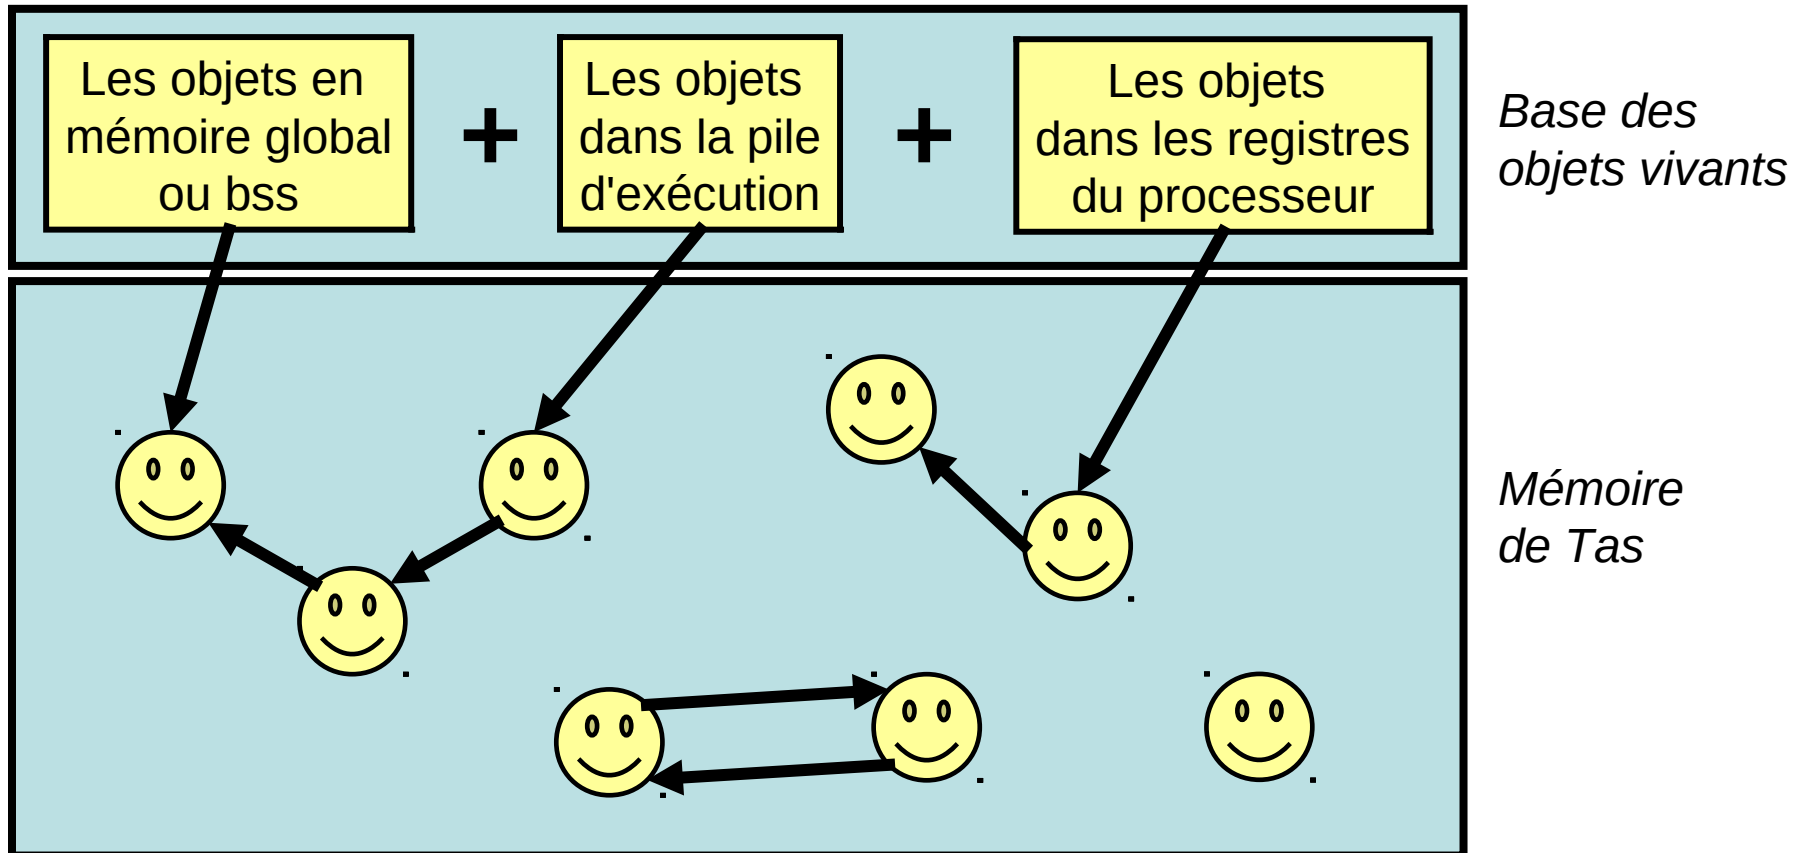 Les objets en
mémoire global
ou bss
+
Les objets
dans la pile
d'exécution
+
Les objets
dans les registres
du processeur
Base des
objets vivants
Mémoire
de Tas